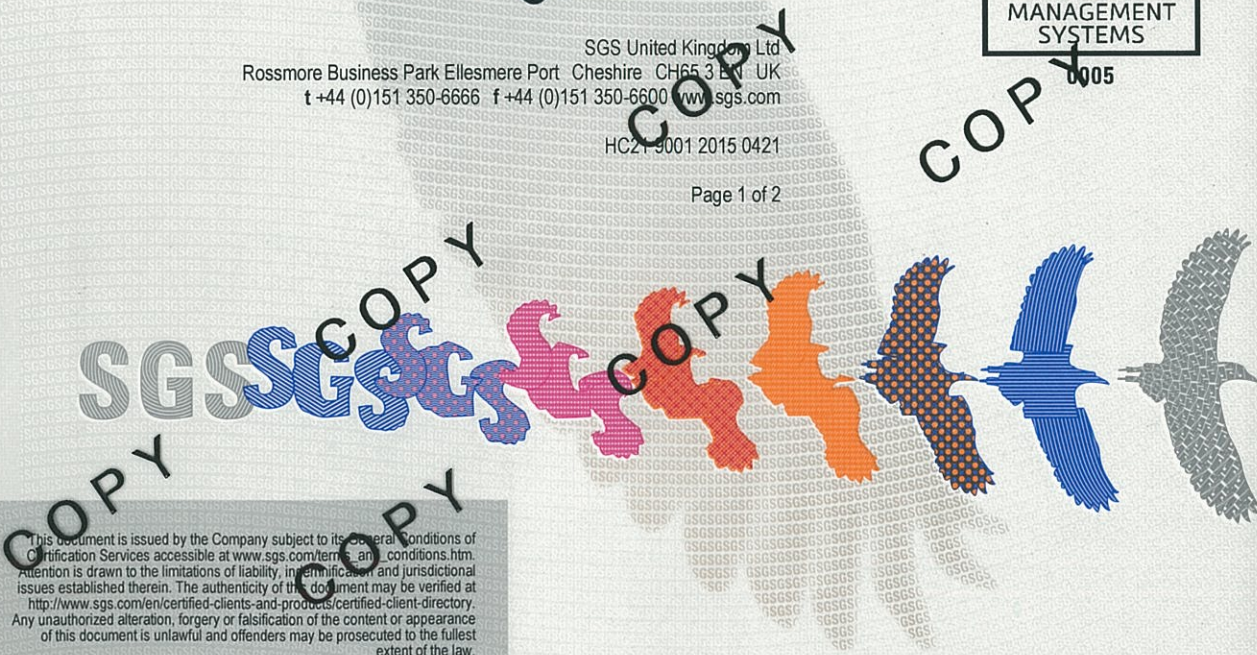 MANAGEMENT
SYSTEMS
0005
SGS United Kingdom Ltd
Rossmore Business Park Ellesmere Port Cheshire CH65 3EN UK
t +44 (0)151 350-6666 f +44 (0)151 350-6600 www.sgs.com
HC21 9001 2015 0421
Page 1 of 2
COPY
COPY
COPY
COPY
SGS SGS SGS
COPY
COPY
This document is issued by the Company subject to its General Conditions of
Certification Services accessible at www.sgs.com/terms_and_conditions.htm.
Attention is drawn to the limitations of liability, indemnification and jurisdictional
issues established therein. The authenticity of this document may be verified at
http://www.sgs.com/en/certified-clients-and-products/certified-client-directory.
Any unauthorized alteration, forgery or falsification of the content or appearance
of this document is unlawful and offenders may be prosecuted to the fullest
extent of the law.